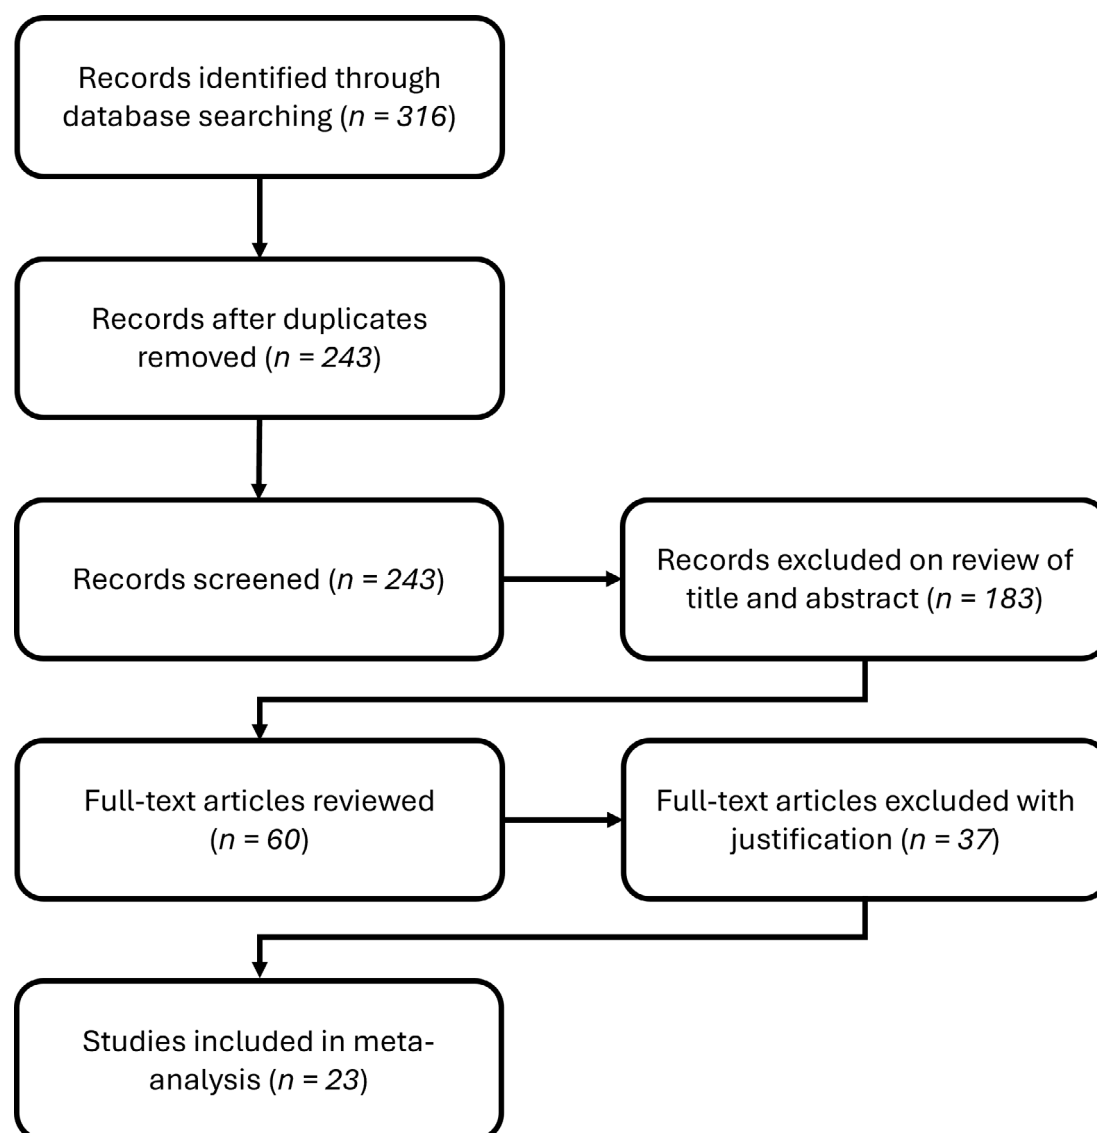 Records identified through
database searching (n = 316)
Records after duplicates
removed (n = 243)
Records screened (n = 243)
Records excluded on review of
title and abstract (n = 183)
Full-text articles reviewed
(n = 60)
Full-text articles excluded with
justification (n = 37)
Studies included in meta-
analysis (n = 23)